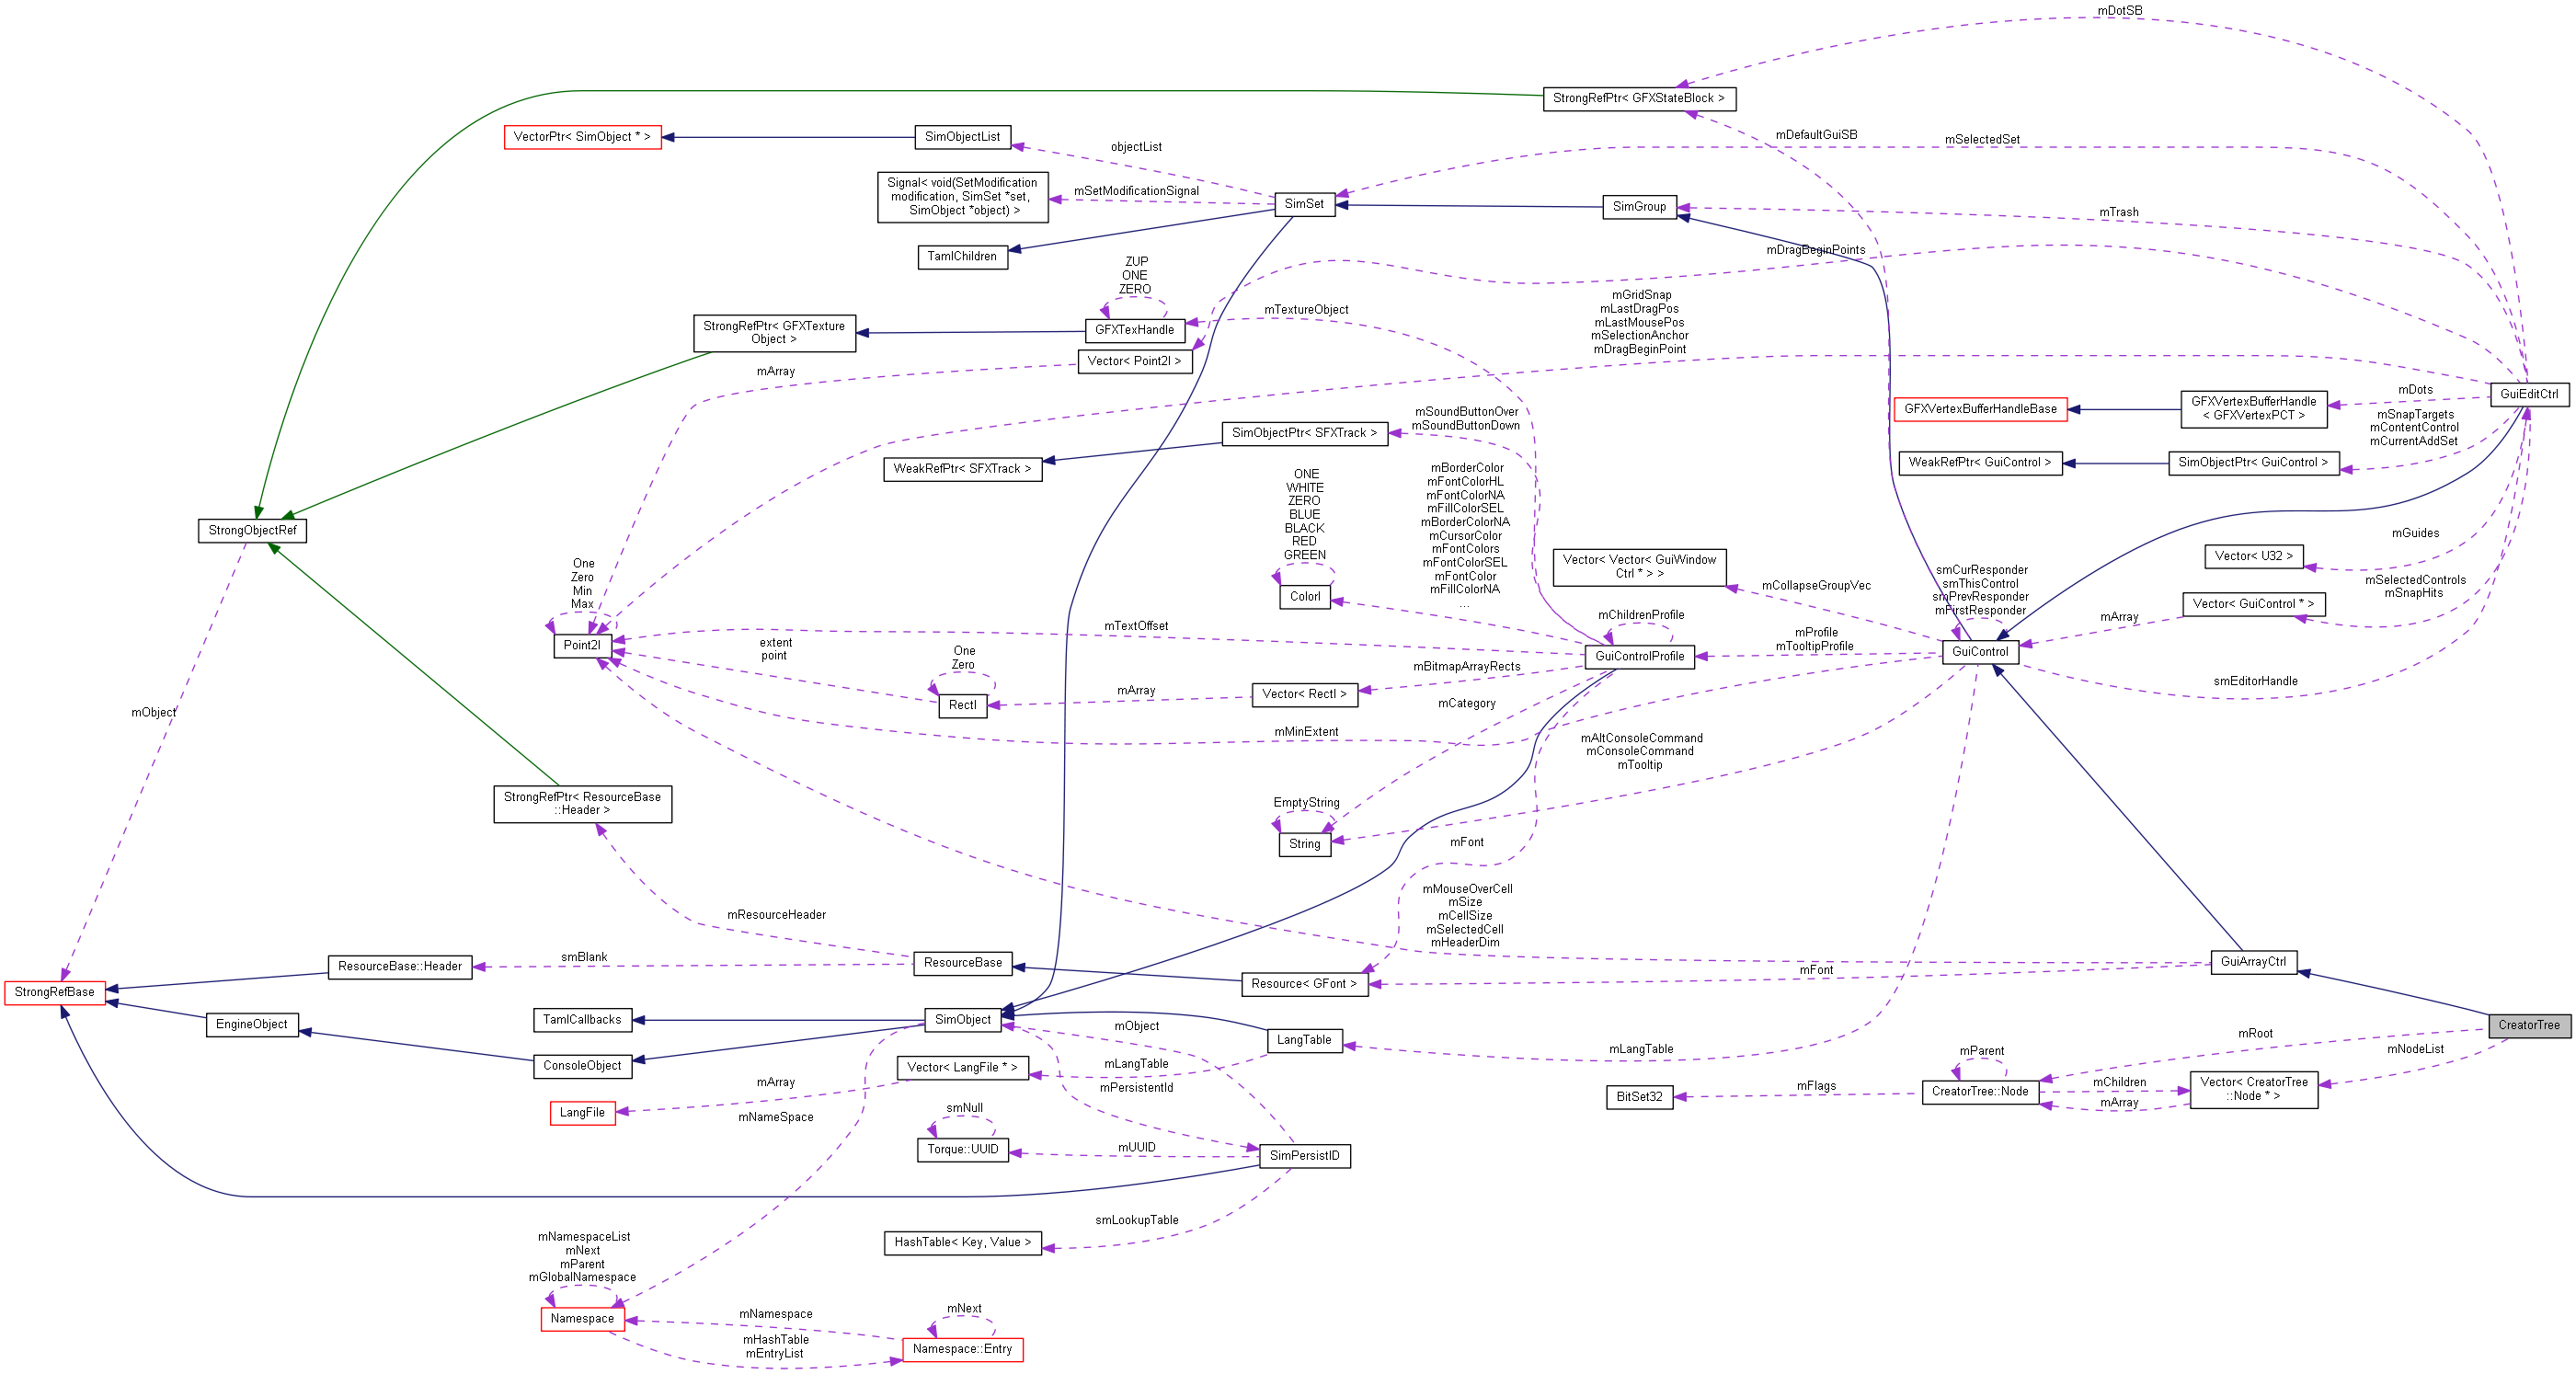 mDotSB
StrongRefPtr< GFXStateBlock >
VectorPtr< SimObject * >
SimObjectList
objectList
mDefaultGuiSB
mSelectedSet
Signal< void(SetModification
modification, SimSet *set,
SimObject *object) >
mSetModificationSignal
SimSet
SimGroup
mTrash
TamlChildren
mDragBeginPoints
ZUP
ONE
ZERO
mTextureObject
mGridSnap
mLastDragPos
mLastMousePos
mSelectionAnchor
mDragBeginPoint
StrongRefPtr< GFXTexture
Object >
GFXTexHandle
Vector< Point2I >
mArray
GuiEditCtrl
mDots
GFXVertexBufferHandleBase
GFXVertexBufferHandle
< GFXVertexPCT >
mSnapTargets
mContentControl
mCurrentAddSet
mSoundButtonOver
mSoundButtonDown
SimObjectPtr< SFXTrack >
WeakRefPtr< SFXTrack >
WeakRefPtr< GuiControl >
SimObjectPtr< GuiControl >
ONE
WHITE
ZERO
BLUE
BLACK
RED
GREEN
ColorI
mBorderColor
mFontColorHL
mFontColorNA
mFillColorSEL
mBorderColorNA
mCursorColor
mFontColors
mFontColorSEL
mFontColor
mFillColorNA
...
StrongObjectRef
mGuides
Vector< U32 >
Vector< Vector< GuiWindow
Ctrl * > >
mCollapseGroupVec
smCurResponder
smThisControl
smPrevResponder
mFirstResponder
mSelectedControls
mSnapHits
Vector< GuiControl * >
mArray
One
Zero
Min
Max
Point2I
mTextOffset
mChildrenProfile
GuiControlProfile
mProfile
mTooltipProfile
GuiControl
extent
point
One
Zero
RectI
mArray
Vector< RectI >
mBitmapArrayRects
smEditorHandle
mObject
mCategory
mMinExtent
mAltConsoleCommand
mConsoleCommand
mTooltip
StrongRefPtr< ResourceBase
::Header >
EmptyString
String
mFont
mMouseOverCell
mSize
mCellSize
mSelectedCell
mHeaderDim
mResourceHeader
ResourceBase
smBlank
ResourceBase::Header
GuiArrayCtrl
mFont
Resource< GFont >
StrongRefBase
EngineObject
TamlCallbacks
SimObject
mObject
LangTable
mLangTable
CreatorTree
mRoot
mNodeList
ConsoleObject
Vector< LangFile * >
mLangTable
mPersistentId
mParent
CreatorTree::Node
mChildren
mArray
Vector< CreatorTree
::Node * >
mFlags
BitSet32
mArray
LangFile
mNameSpace
smNull
Torque::UUID
mUUID
SimPersistID
smLookupTable
HashTable< Key, Value >
mNamespaceList
mNext
mParent
mGlobalNamespace
Namespace
mNamespace
mHashTable
mEntryList
mNext
Namespace::Entry